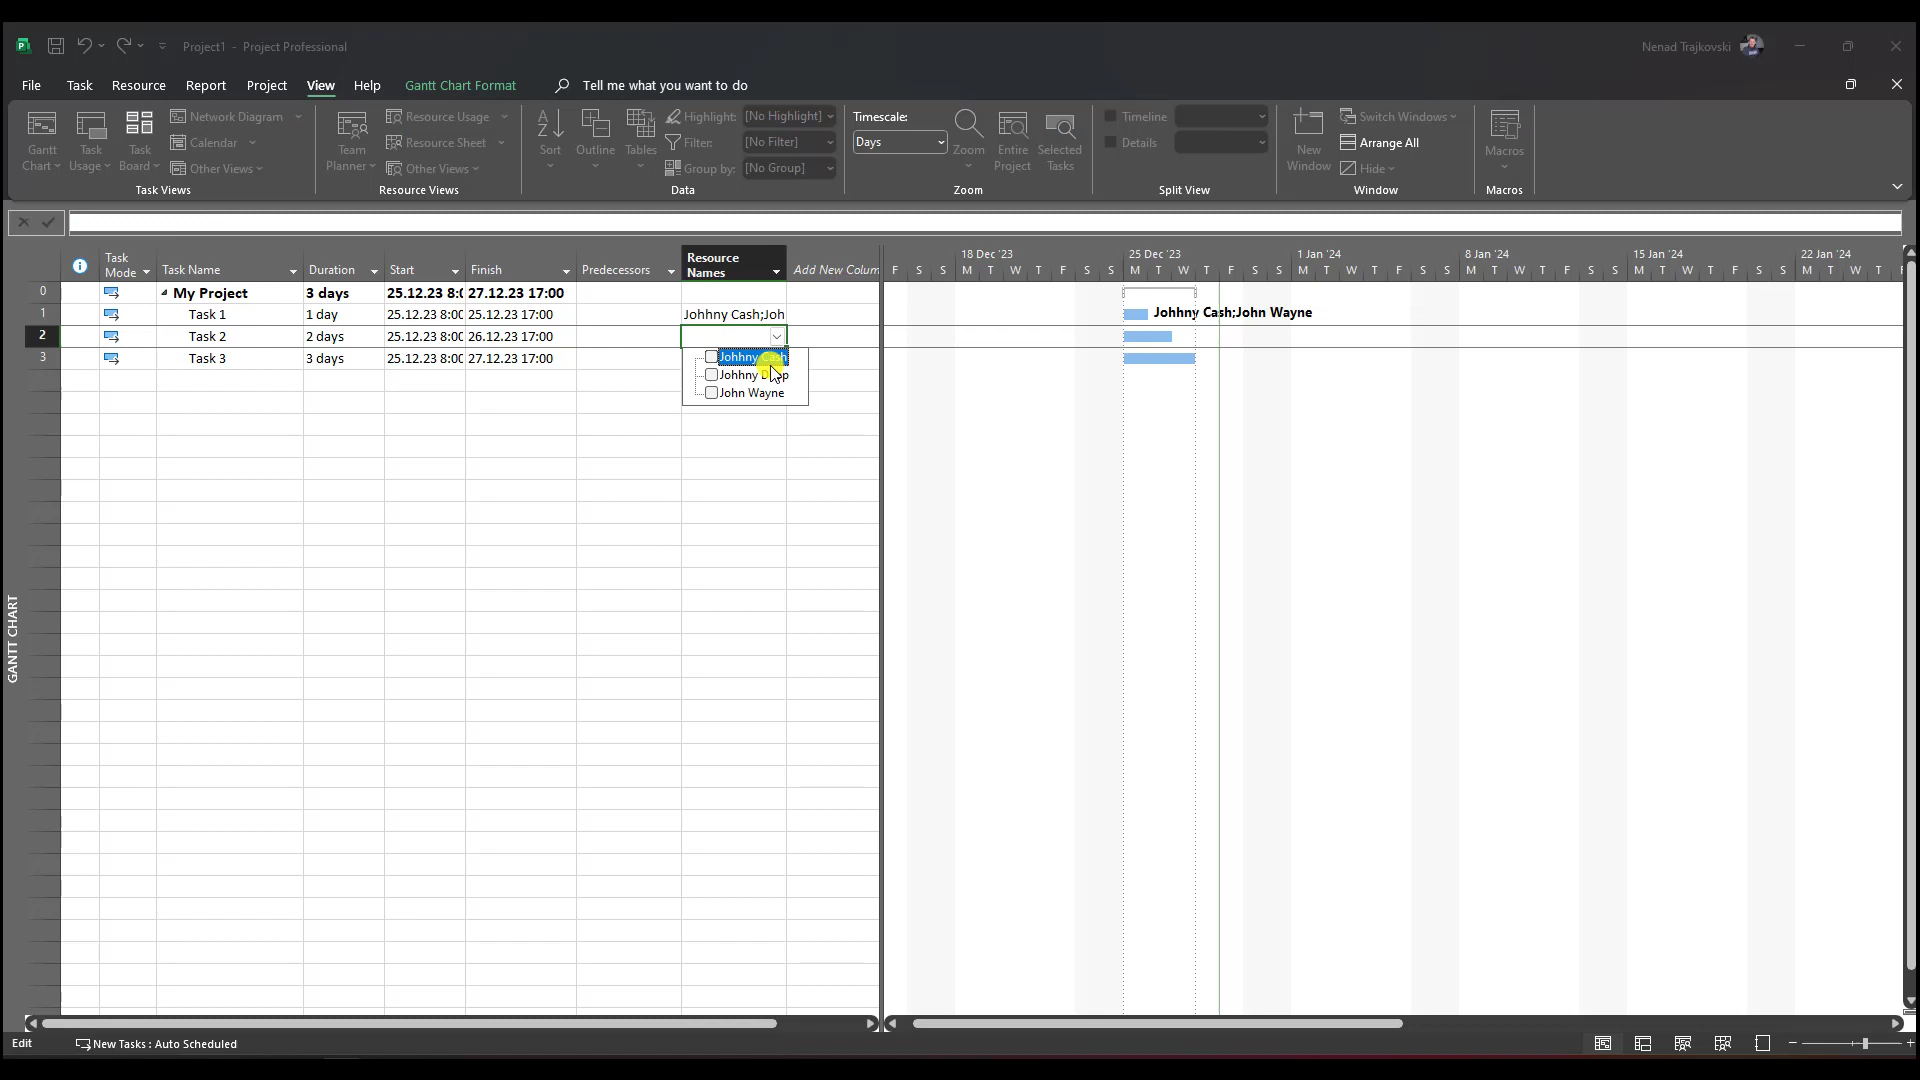 Project1 - Project Professional
Nenad Trajkovski
File Task Resource Report Project View Help Gantt Chart Format Tell me what you want to do
Gantt Chart
Task Usage
Task Board
Network Diagram
Calendar
Other Views
Task Views
Team Planner
Resource Usage
Resource Sheet
Other Views
Resource Views
Sort
Outline
Tables
Highlight: [No Highlight]
Filter: [No Filter]
Group by: [No Group]
Data
Timescale:
Days
Zoom
Entire Project
Selected Tasks
Zoom
Timeline
Details
Split View
New Window
Switch Windows
Arrange All
Hide
Window
Macros
Macros
Task Mode Task Name Duration Start Finish Predecessors Resource Names Add New Colum
18 Dec '23 25 Dec '23 1 Jan '24 8 Jan '24 15 Jan '24 22 Jan '24
F S S M T W T F S S M T W T F S S M T W T F S S M T W T F S S M T W T F S S M T W T F
0 My Project 3 days 25.12.23 8:0 27.12.23 17:00
1 Task 1 1 day 25.12.23 8:00 25.12.23 17:00 Johhny Cash;Joh
Johhny Cash;John Wayne
2 Task 2 2 days 25.12.23 8:00 26.12.23 17:00
3 Task 3 3 days 25.12.23 8:00 27.12.23 17:00
Johhny Cash
Johhny
John Wayne
GANTT CHART
Edit New Tasks : Auto Scheduled